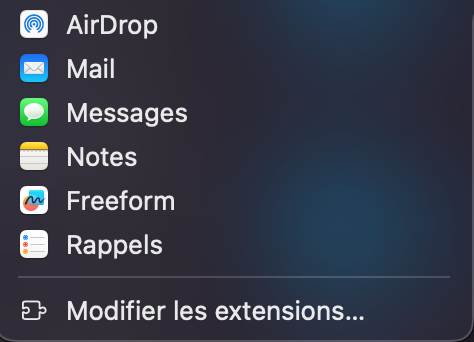 AirDrop
Mail
Messages
Notes
Freeform
Rappels
Modifier les extensions...